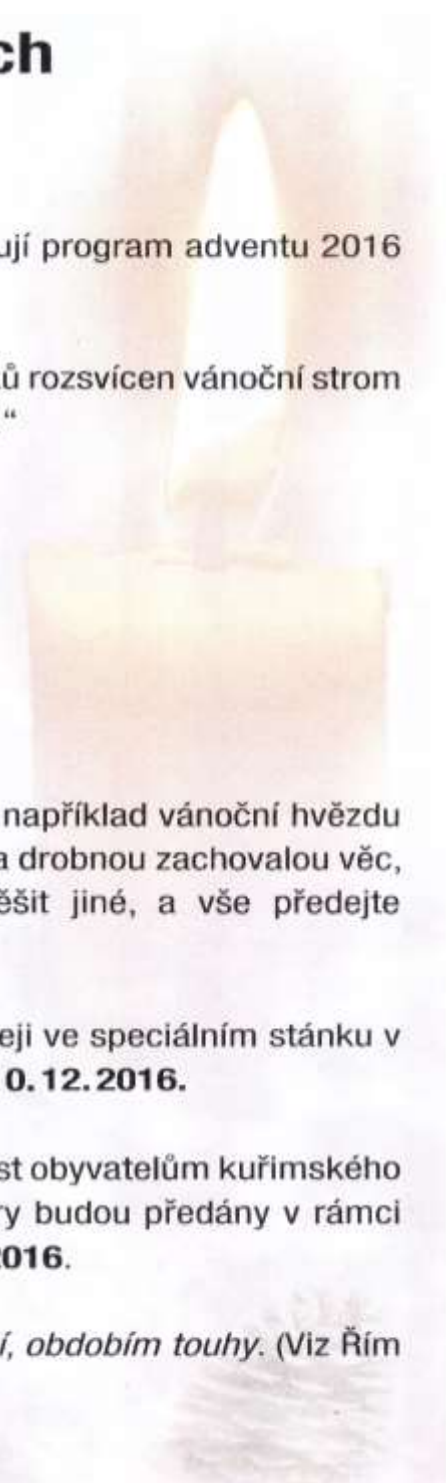 ch
ují program adventu 2016
ů rozsvícen vánoční strom
“
například vánoční hvězdu
a drobnou zachovalou věc,
ěšit jiné, a vše předejte
eji ve speciálním stánku v
0.12.2016.
st obyvatelům kuřimského
ry budou předány v rámci
2016.
í, obdobím touhy. (Viz Řím